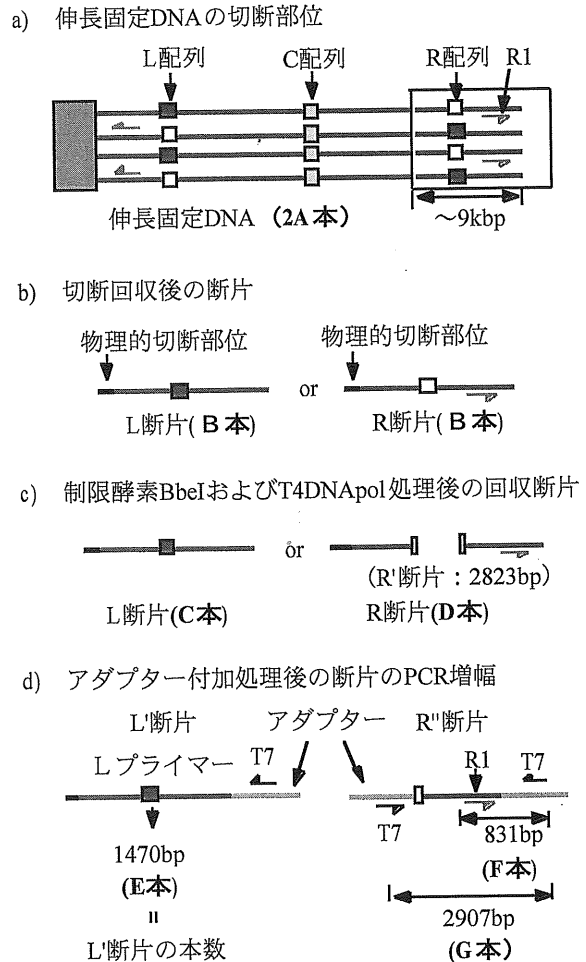 a) 伸長固定DNAの切断部位
L配列 C配列 R配列 R1
伸長固定DNA (2A本) ～9kbp
b) 切断回収後の断片
物理的切断部位 物理的切断部位
or
L断片( B 本) R断片( B 本)
c) 制限酵素BbeIおよびT4DNApol処理後の回収断片
or
(R'断片：2823bp)
L断片(C本) R断片(D本)
d) アダプター付加処理後の断片のPCR増幅
L'断片 アダプター R''断片
Lプライマー T7 R1 T7
T7 831bp
1470bp
(E本) (F本)
= 2907bp
L'断片の本数 (G本)